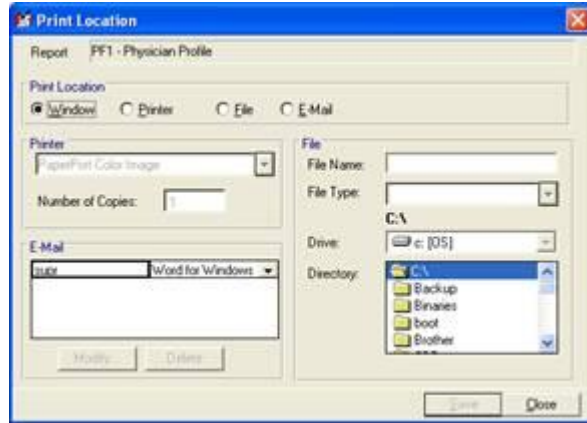 Print Location
Report PF1 - Physician Profile
Print Location
Window Printer File E-Mail
Printer
PaperPort Color Image
Number of Copies: 1
E-Mail
supr Word for Windows
Modify... Delete
File
File Name:
File Type:
C:\
Drive: c: [OS]
Directory: C:\
Backup
Binaries
boot
Brother
Save Close